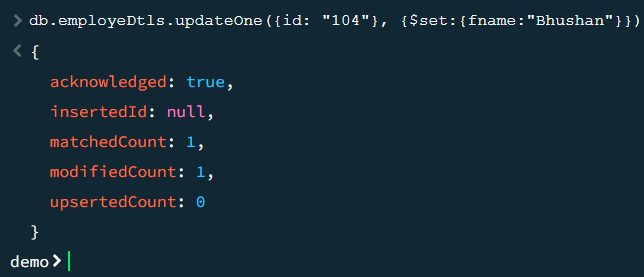 > db.employeDtls.updateOne({id: "104"}, {$set:{fname:"Bhushan"}})
< {
acknowledged: true,
insertedId: null,
matchedCount: 1,
modifiedCount: 1,
upsertedCount: 0
}
demo>